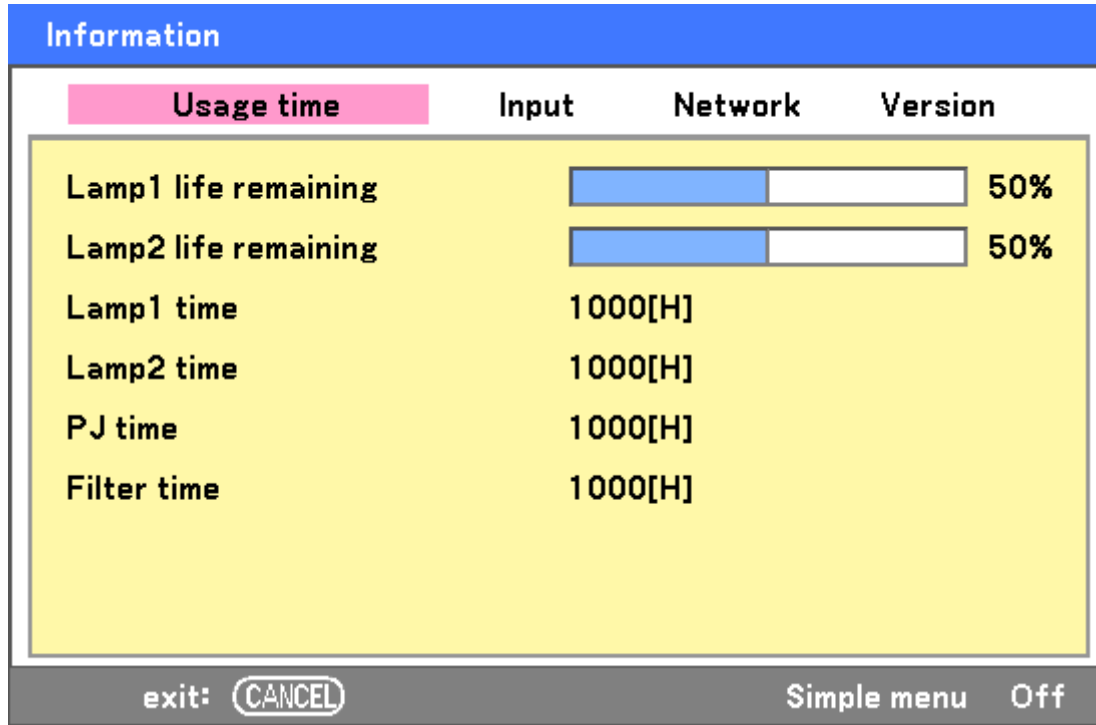 Information
Usage time Input Network Version
Lamp1 life remaining 50%
Lamp2 life remaining 50%
Lamp1 time 1000[H]
Lamp2 time 1000[H]
PJ time 1000[H]
Filter time 1000[H]
exit: CANCEL Simple menu Off